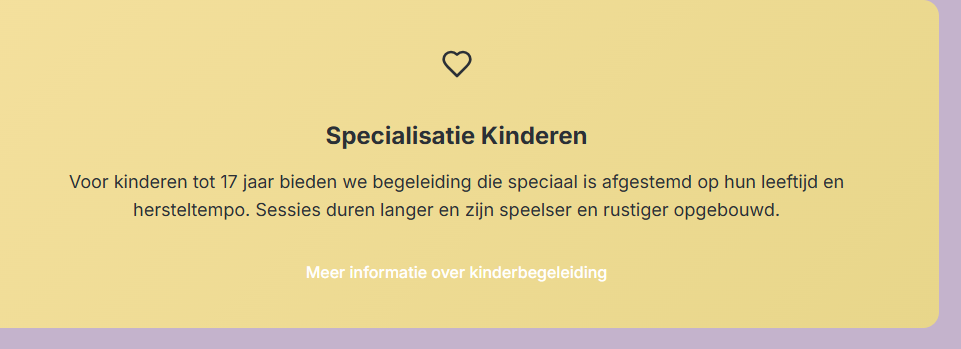 Specialisatie Kinderen
Voor kinderen tot 17 jaar bieden we begeleiding die speciaal is afgestemd op hun leeftijd en
hersteltempo. Sessies duren langer en zijn speelser en rustiger opgebouwd.
Meer informatie over kinderbegeleiding